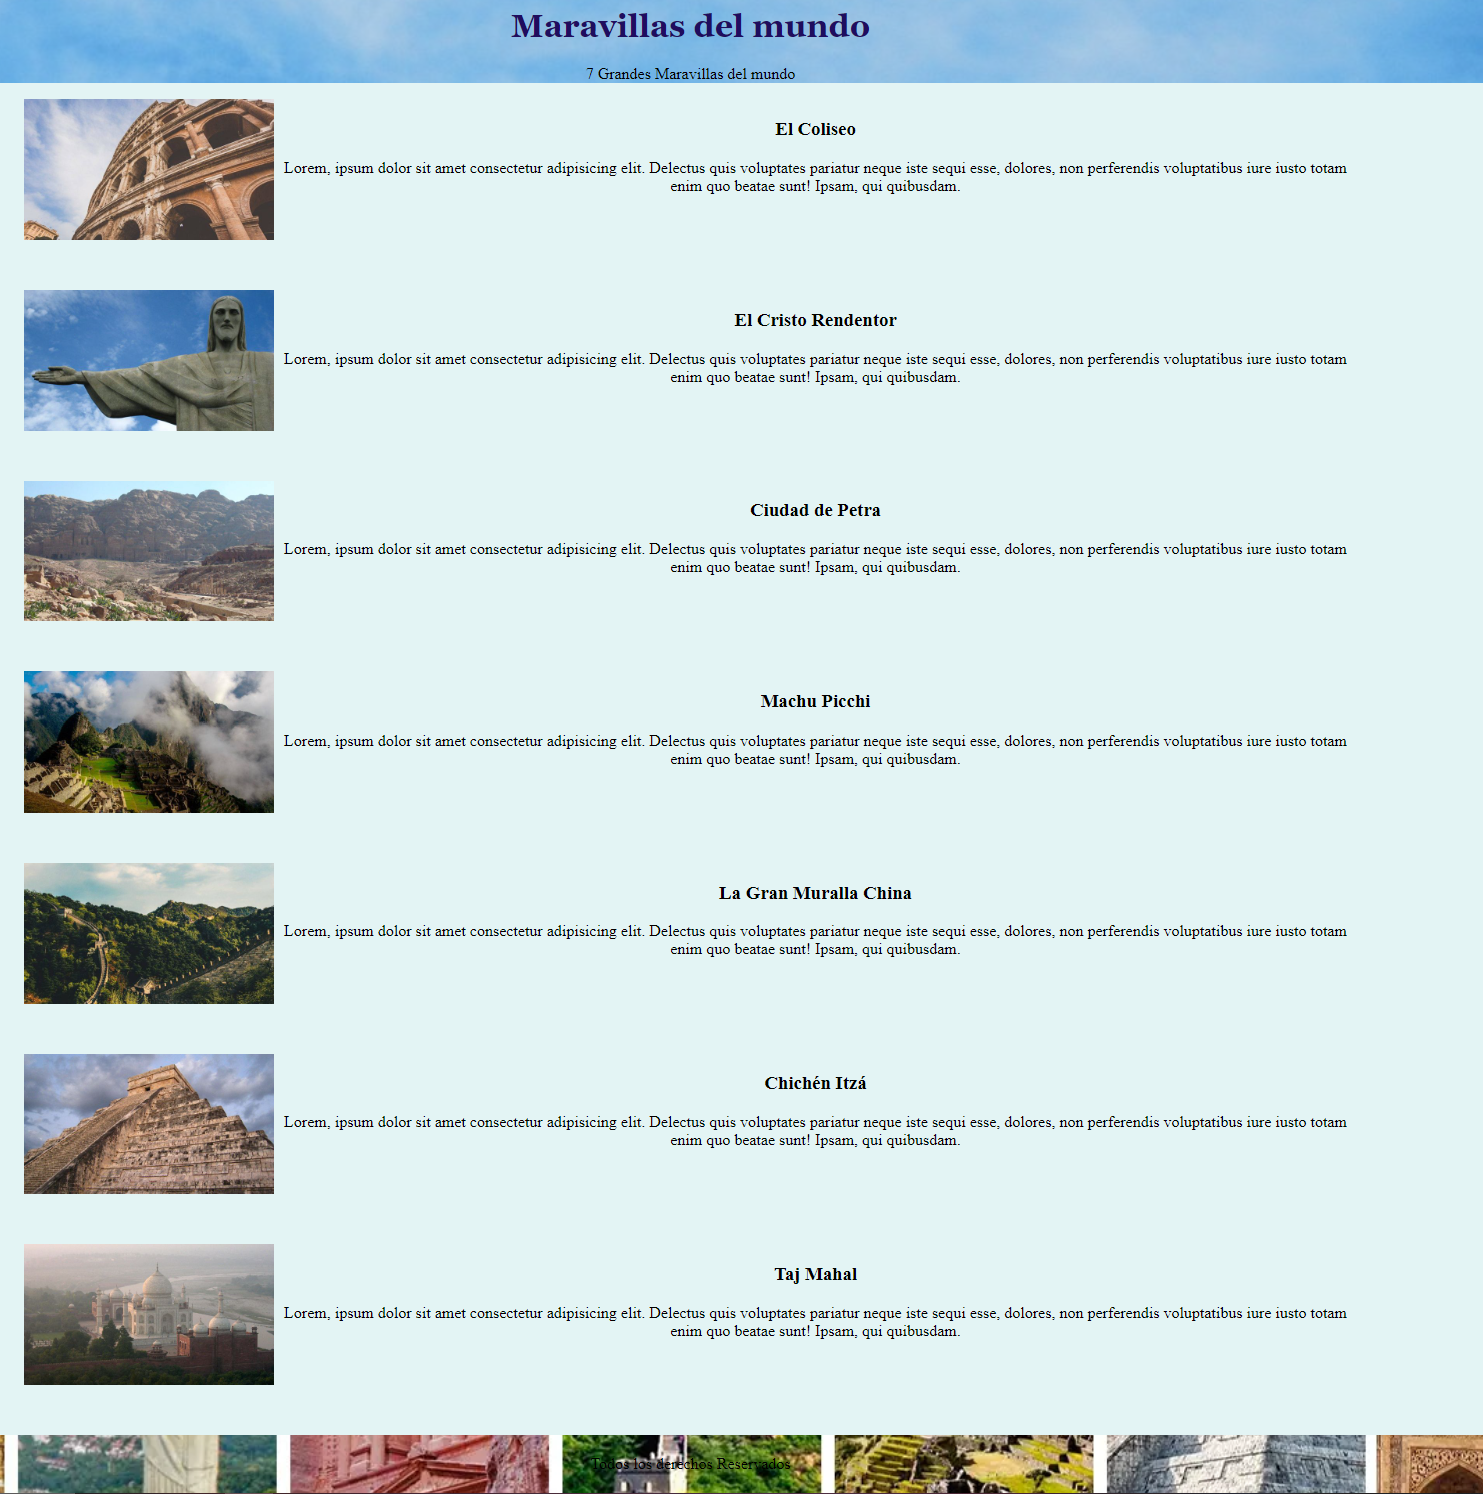 Maravillas del mundo
7 Grandes Maravillas del mundo
El Coliseo
Lorem, ipsum dolor sit amet consectetur adipisicing elit. Delectus quis voluptates pariatur neque iste sequi esse, dolores, non perferendis voluptatibus iure iusto totam
enim quo beatae sunt! Ipsam, qui quibusdam.
El Cristo Rendentor
Lorem, ipsum dolor sit amet consectetur adipisicing elit. Delectus quis voluptates pariatur neque iste sequi esse, dolores, non perferendis voluptatibus iure iusto totam
enim quo beatae sunt! Ipsam, qui quibusdam.
Ciudad de Petra
Lorem, ipsum dolor sit amet consectetur adipisicing elit. Delectus quis voluptates pariatur neque iste sequi esse, dolores, non perferendis voluptatibus iure iusto totam
enim quo beatae sunt! Ipsam, qui quibusdam.
Machu Picchi
Lorem, ipsum dolor sit amet consectetur adipisicing elit. Delectus quis voluptates pariatur neque iste sequi esse, dolores, non perferendis voluptatibus iure iusto totam
enim quo beatae sunt! Ipsam, qui quibusdam.
La Gran Muralla China
Lorem, ipsum dolor sit amet consectetur adipisicing elit. Delectus quis voluptates pariatur neque iste sequi esse, dolores, non perferendis voluptatibus iure iusto totam
enim quo beatae sunt! Ipsam, qui quibusdam.
Chichén Itzá
Lorem, ipsum dolor sit amet consectetur adipisicing elit. Delectus quis voluptates pariatur neque iste sequi esse, dolores, non perferendis voluptatibus iure iusto totam
enim quo beatae sunt! Ipsam, qui quibusdam.
Taj Mahal
Lorem, ipsum dolor sit amet consectetur adipisicing elit. Delectus quis voluptates pariatur neque iste sequi esse, dolores, non perferendis voluptatibus iure iusto totam
enim quo beatae sunt! Ipsam, qui quibusdam.
Todos los derechos Reservados